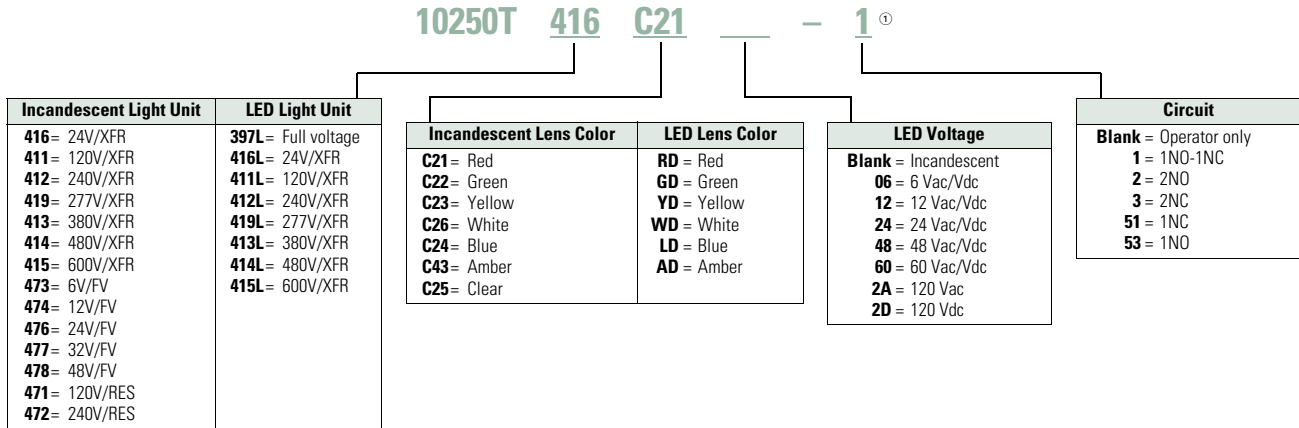 10250T 416 C21 ___ – 1 ①
Incandescent Light Unit
416= 24V/XFR
411= 120V/XFR
412= 240V/XFR
419= 277V/XFR
413= 380V/XFR
414= 480V/XFR
415= 600V/XFR
473= 6V/FV
474= 12V/FV
476= 24V/FV
477= 32V/FV
478= 48V/FV
471= 120V/RES
472= 240V/RES
LED Light Unit
397L= Full voltage
416L= 24V/XFR
411L= 120V/XFR
412L= 240V/XFR
419L= 277V/XFR
413L= 380V/XFR
414L= 480V/XFR
415L= 600V/XFR
Incandescent Lens Color
C21= Red
C22= Green
C23= Yellow
C26= White
C24= Blue
C43= Amber
C25= Clear
LED Lens Color
RD = Red
GD = Green
YD = Yellow
WD = White
LD = Blue
AD = Amber
LED Voltage
Blank = Incandescent
06 = 6 Vac/Vdc
12 = 12 Vac/Vdc
24 = 24 Vac/Vdc
48 = 48 Vac/Vdc
60 = 60 Vac/Vdc
2A = 120 Vac
2D = 120 Vdc
Circuit
Blank = Operator only
1 = 1NO-1NC
2 = 2NO
3 = 2NC
51 = 1NC
53 = 1NO